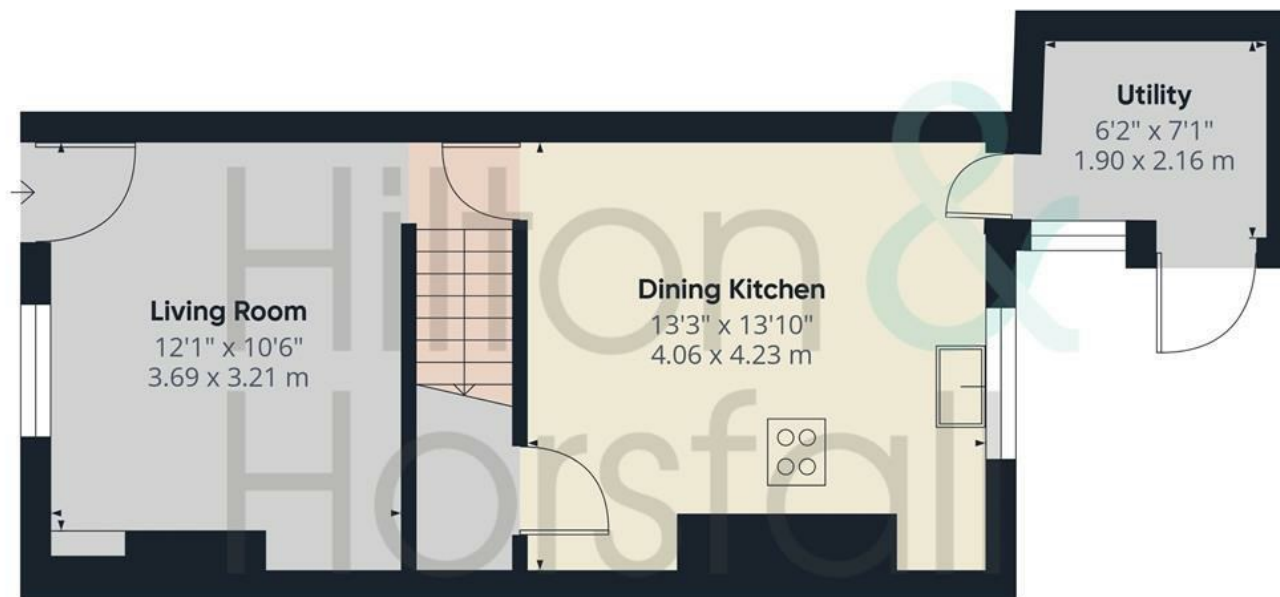 Utility
6'2" x 7'1"
1.90 x 2.16 m
Living Room
12'1" x 10'6"
3.69 x 3.21 m
Dining Kitchen
13'3" x 13'10"
4.06 x 4.23 m
Hilton &
Horsfall